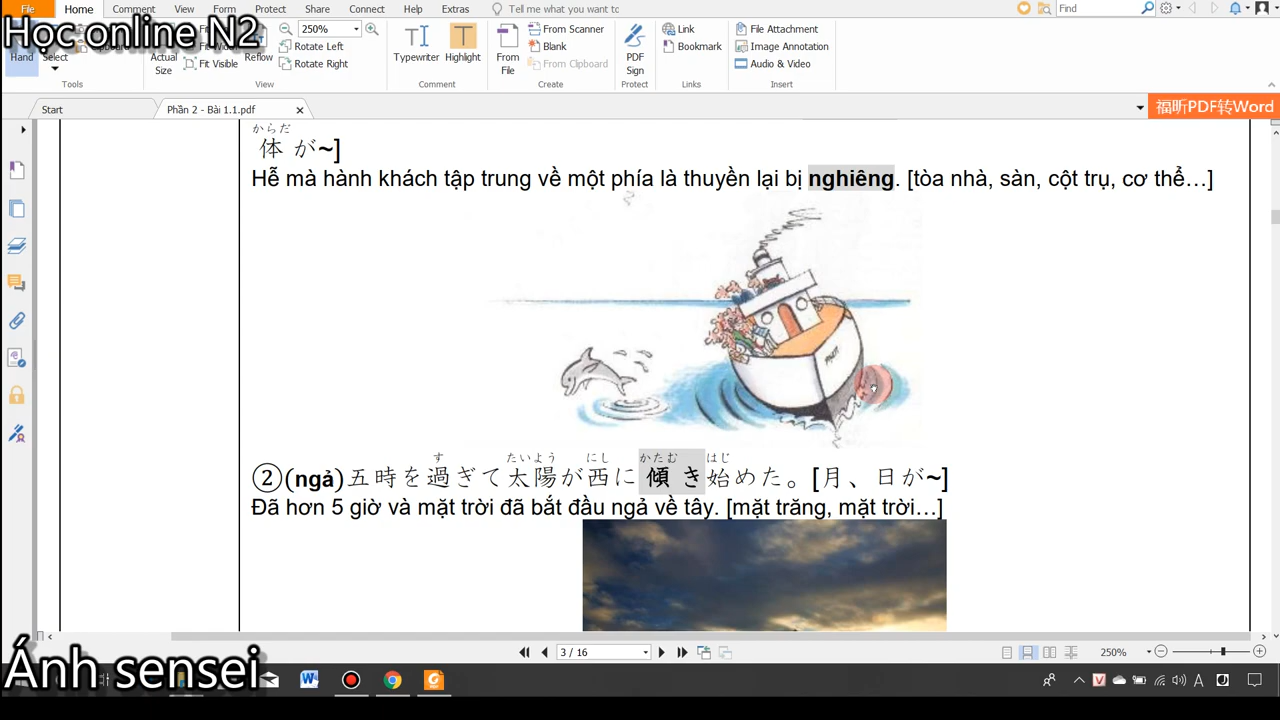 File Home Comment View Form Protect Share Connect Help Extras Tell me what you want to Find
Học online N2
250%
Hand Select
Actual Size
Fit Visible
Reflow
Rotate Left
Rotate Right
Typewriter Highlight
From File
From Scanner
Blank
From Clipboard
PDF Sign
Link
Bookmark
File Attachment
Image Annotation
Audio & Video
Tools View Comment Create Protect Links Insert
Start Phần 2 - Bài 1.1.pdf 福昕PDF转Word
からだ
体が~]
Hễ mà hành khách tập trung về một phía là thuyền lại bị nghiêng. [tòa nhà, sàn, cột trụ, cơ thể…]
す たいよう にし かたむ はじ
②(ngả)五時を過ぎて太陽が西に傾き始めた。[月、日が~]
Đã hơn 5 giờ và mặt trời đã bắt đầu ngả về tây. [mặt trăng, mặt trời…]
3 / 16 250%
Ánh sensei